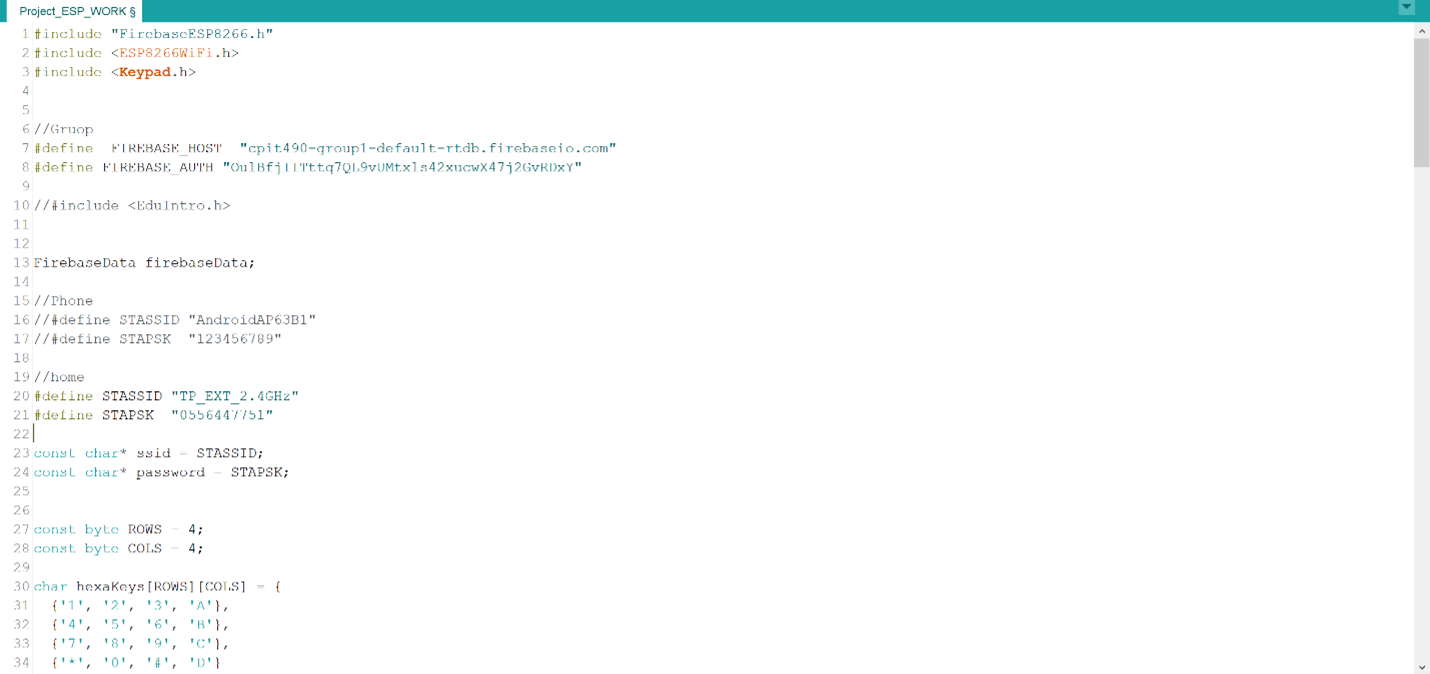 Project_ESP_WORK §
1 #include "FirebaseESP8266.h"
2 #include <ESP8266WiFi.h>
3 #include <Keypad.h>
4
5
6 //Gruop
7 #define  FIREBASE_HOST  "cpit490-group1-default-rtdb.firebaseio.com"
8 #define FIREBASE_AUTH
9
10 //#include <EduIntro.h>
11
12
13 FirebaseData firebaseData;
14
15 //Phone
16 //#define STASSID "AndroidAP63B1"
17 //#define STAPSK  "123456789"
18
19 //home
20 #define STASSID "TP_EXT_2.4GHz"
21 #define STAPSK  "0556447751"
22
23 const char* ssid = STASSID;
24 const char* password = STAPSK;
25
26
27 const byte ROWS = 4;
28 const byte COLS = 4;
29
30 char hexaKeys[ROWS][COLS] = {
31   {'1', '2', '3', 'A'},
32   {'4', '5', '6', 'B'},
33   {'7', '8', '9', 'C'},
34   {'*', '0', '#', 'D'}